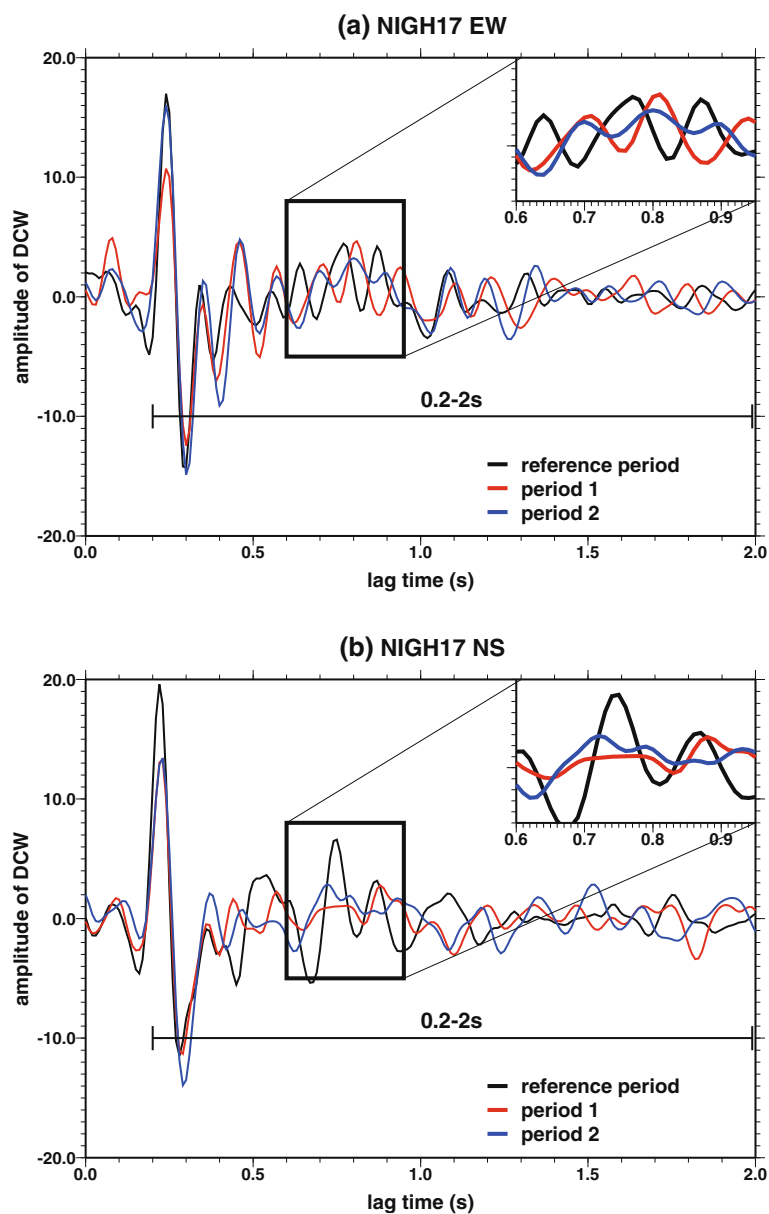 (a) NIGH17 EW
20.0
10.0
0.0
-10.0
-20.0
amplitude of DCW
0.6 0.7 0.8 0.9
0.2-2s
reference period
period 1
period 2
0.0 0.5 1.0 1.5 2.0
lag time (s)
(b) NIGH17 NS
20.0
10.0
0.0
-10.0
-20.0
amplitude of DCW
0.6 0.7 0.8 0.9
0.2-2s
reference period
period 1
period 2
0.0 0.5 1.0 1.5 2.0
lag time (s)